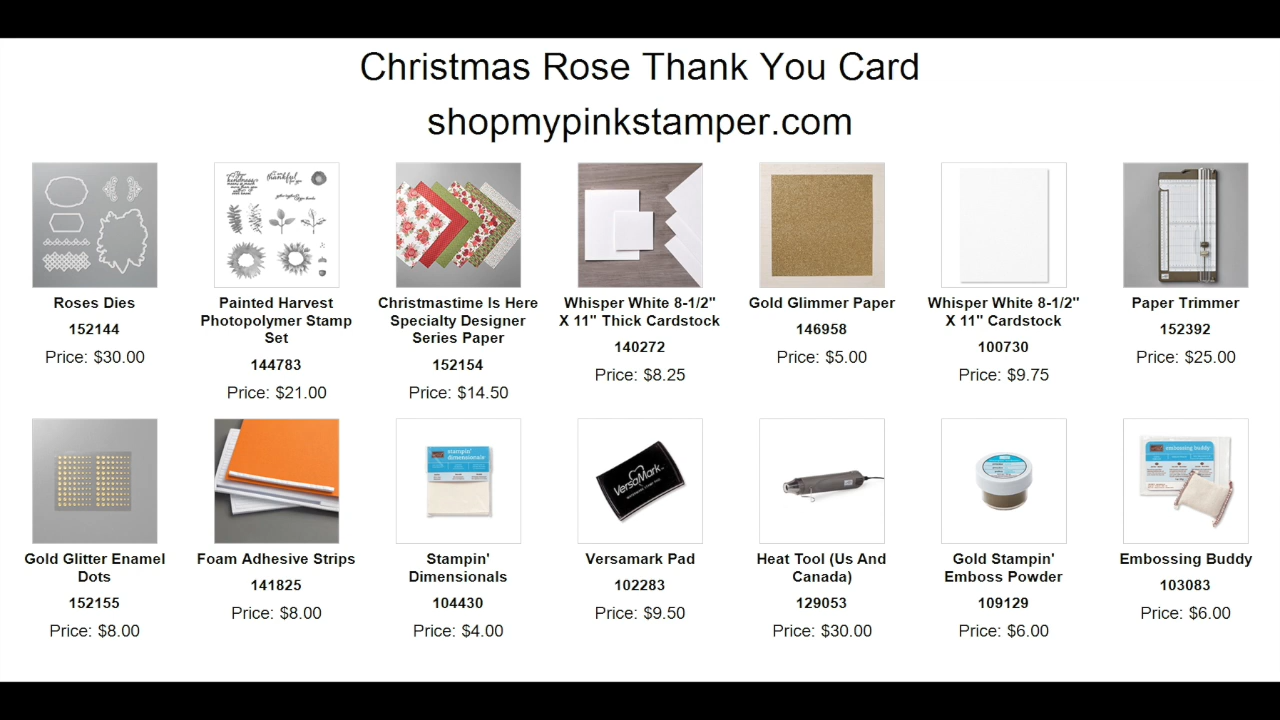 Christmas Rose Thank You Card
shopmypinkstamper.com
Roses Dies
152144
Price: $30.00
Painted Harvest
Photopolymer Stamp
Set
144783
Price: $21.00
Christmastime Is Here
Specialty Designer
Series Paper
152154
Price: $14.50
Whisper White 8-1/2"
X 11" Thick Cardstock
140272
Price: $8.25
Gold Glimmer Paper
146958
Price: $5.00
Whisper White 8-1/2"
X 11" Cardstock
100730
Price: $9.75
Paper Trimmer
152392
Price: $25.00
Gold Glitter Enamel
Dots
152155
Price: $8.00
Foam Adhesive Strips
141825
Price: $8.00
stampin'
dimensionals
Stampin'
Dimensionals
104430
Price: $4.00
VersaMark
Versamark Pad
102283
Price: $9.50
Heat Tool (Us And
Canada)
129053
Price: $30.00
Gold Stampin'
Emboss Powder
109129
Price: $6.00
embossing buddy
Embossing Buddy
103083
Price: $6.00